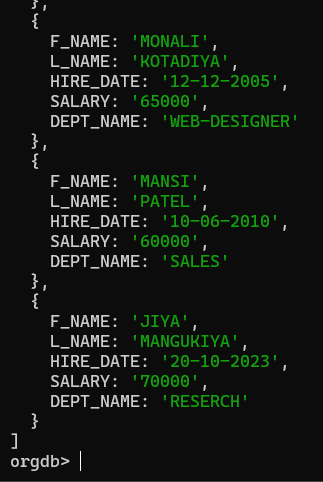 },
{
F_NAME: 'MONALI',
L_NAME: 'KOTADIYA',
HIRE_DATE: '12-12-2005',
SALARY: '65000',
DEPT_NAME: 'WEB-DESIGNER'
},
{
F_NAME: 'MANSI',
L_NAME: 'PATEL',
HIRE_DATE: '10-06-2010',
SALARY: '60000',
DEPT_NAME: 'SALES'
},
{
F_NAME: 'JIYA',
L_NAME: 'MANGUKIYA',
HIRE_DATE: '20-10-2023',
SALARY: '70000',
DEPT_NAME: 'RESERCH'
}
]
orgdb>